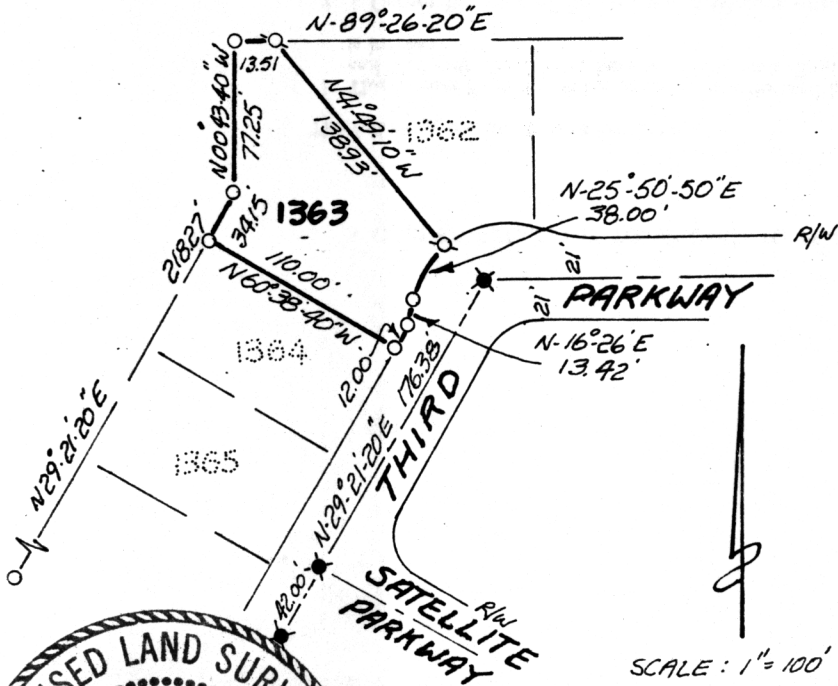 N-89°-26'-20"E
13.51
N00°43'40"W
77.25'
N41°49'.10"W
138.93'
1362
N-25°-50'-50"E
38.00'
R/W
1363
34.15'
218.27'
110.00'
N60°38'40"W.
21'
21'
PARKWAY
1364
12.00'
N-16°-26'E
13.42'
176.38
THIRD
N-29°-21'-20"E
1365
N29°-21'-20"E
42.00'
SATELLITE
PARKWAY
R/W
SED LAND SUR
SCALE : 1"= 100'